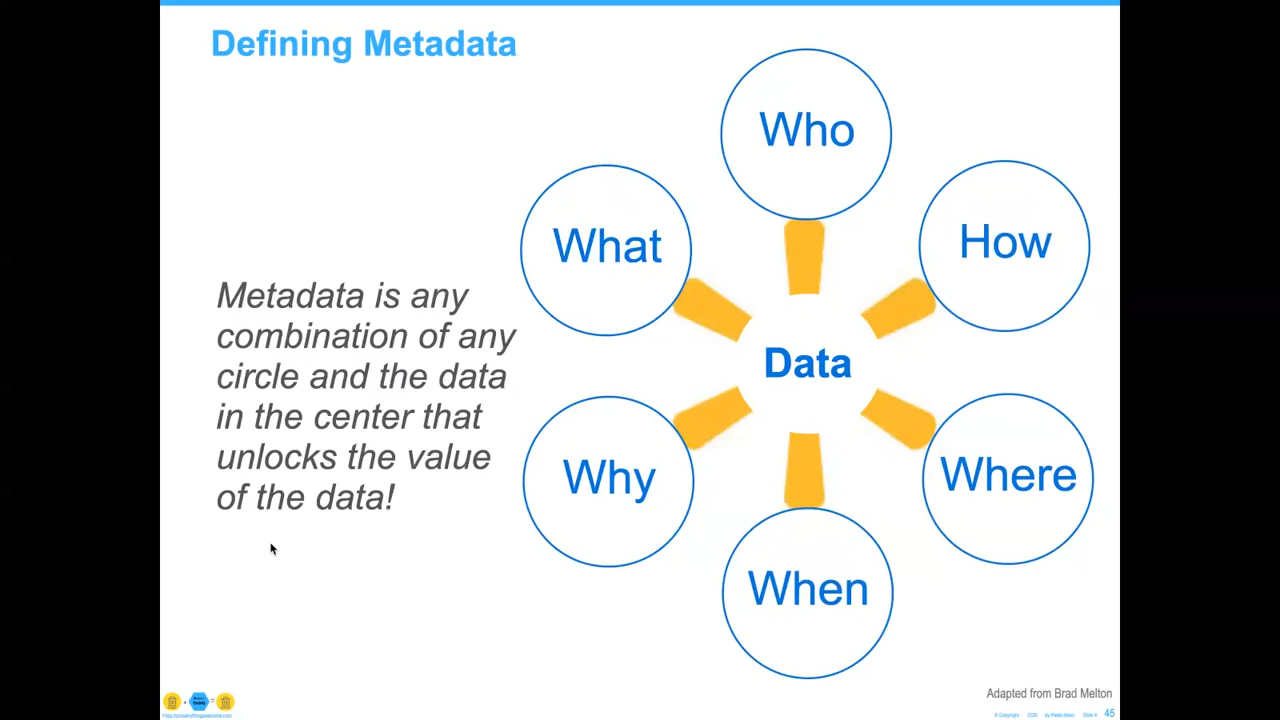 Defining Metadata
Who
What
How
Metadata is any
combination of any
circle and the data
in the center that
unlocks the value
of the data!
Data
Why
Where
When
Adapted from Brad Melton
45